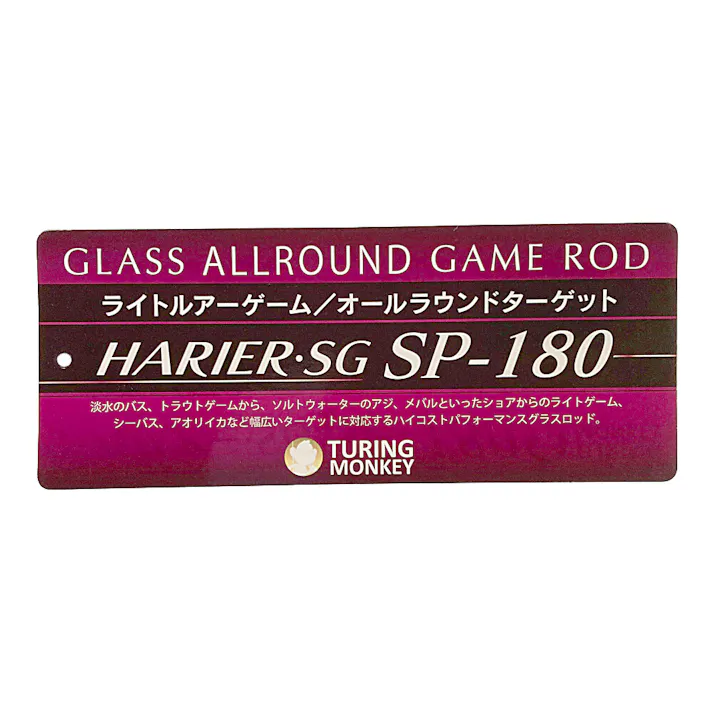 GLASS ALLROUND GAME ROD
ライトルアーゲーム／オールラウンドターゲット
HARIER・SG SP-180
淡水のバス、トラウトゲームから、ソルトウォーターのアジ、メバルといったショアからのライトゲーム、
シーバス、アオリイカなど幅広いターゲットに対応するハイコストパフォーマンスグラスロッド。
TURING
MONKEY